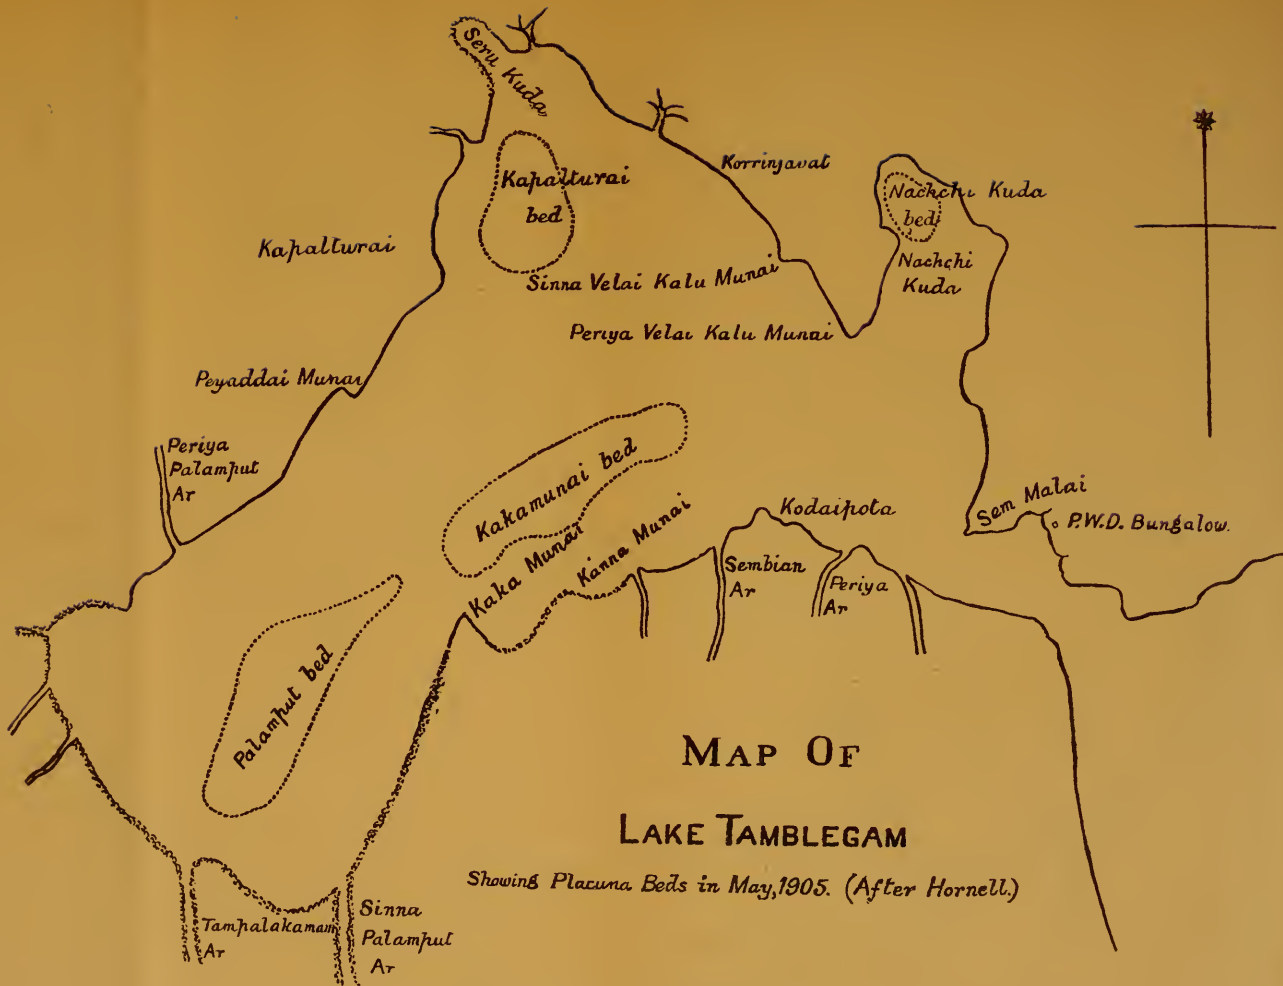 Seru Kuda
Kapalturai
bed
Korrinjavat
Nackchi Kuda
bed
Nachchi
Kuda
Kapalturai
Sinna Velai Kalu Munai
Periya Velai Kalu Munai
Peyaddai Munai
Periya
Palamput
Ar
Kakamunai bed
Kaka Munai
Kanna Munai
Kodaipota
Sem Malai
P.W.D. Bungalow.
Sembian
Ar
Periya
Ar
Palamput bed
MAP OF
LAKE TAMBLEGAM
Showing Placuna Beds in May, 1905. (After Hornell.)
Tampalakamam
Ar
Sinna
Palamput
Ar